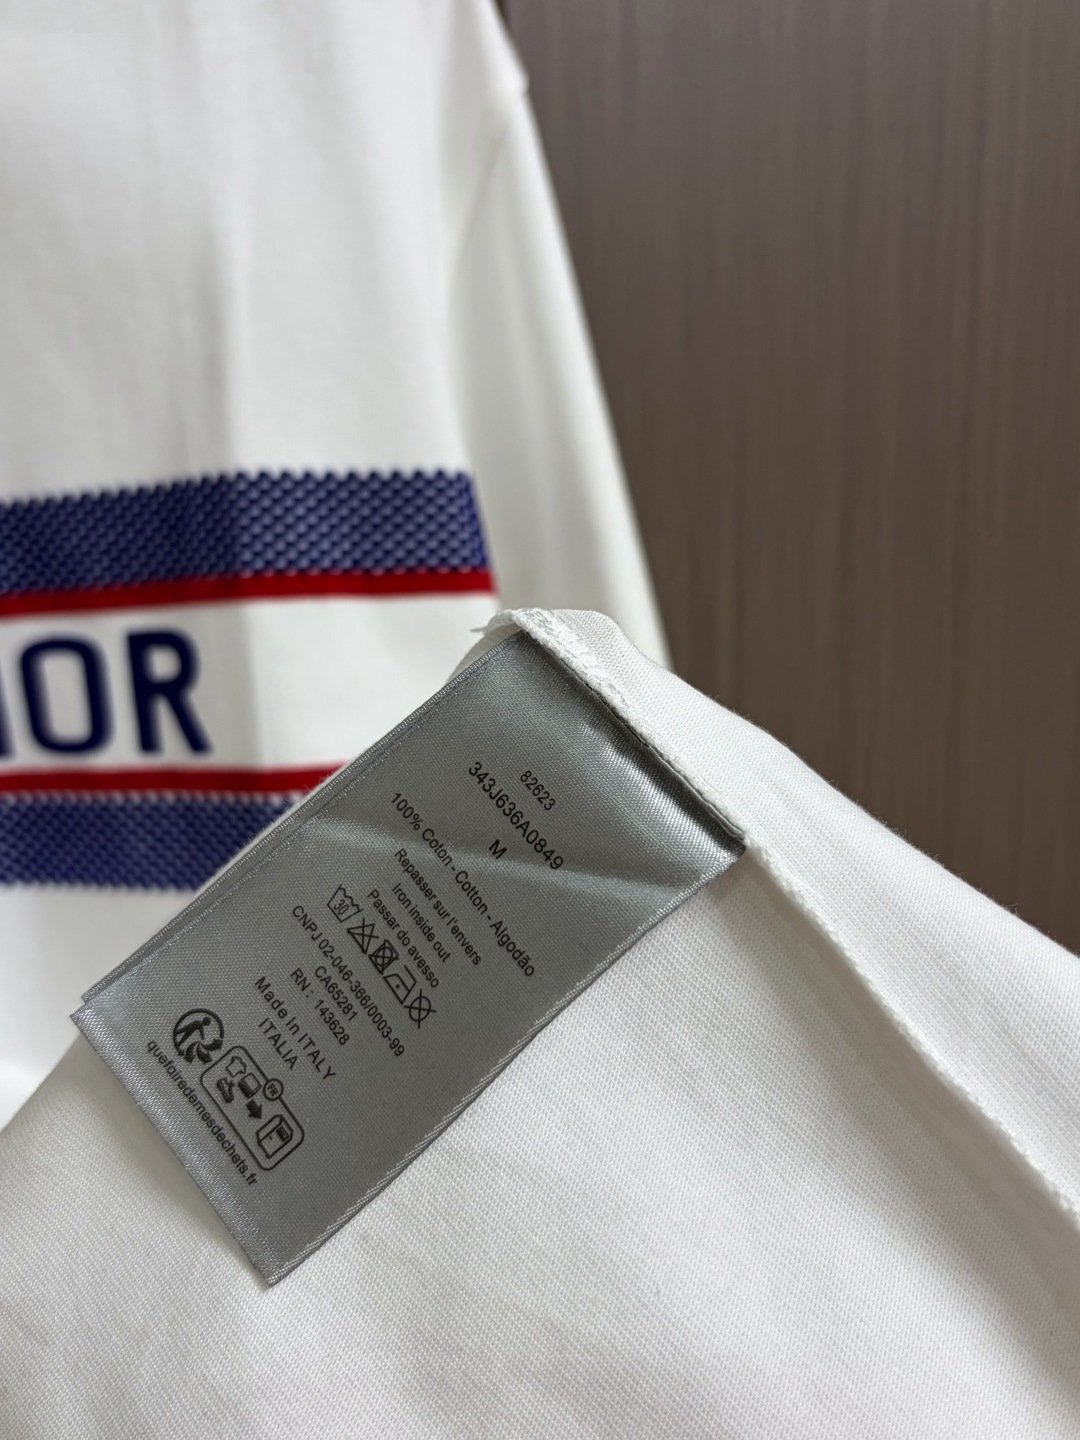 IOR
82623
343J636A0849
M
100% Coton - Cotton - Algodão
Repasser sur l'envers
Iron inside out
Passar do avesso
30
CNPJ 02-046-366/0003-99
CA65281
RN: 143628
Made In ITALY
ITALIA
FR
quefairedemesdechets.fr